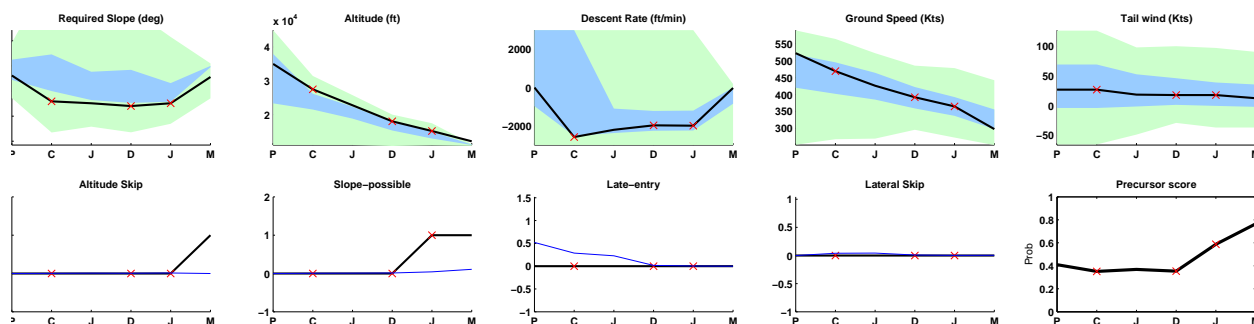 Required Slope (deg)
P C J D J M
Altitude (ft)
x 10⁴
4
3
2
P C J D J M
Descent Rate (ft/min)
2000
0
−2000
P C J D J M
Ground Speed (Kts)
550
500
450
400
350
300
P C J D J M
Tail wind (Kts)
100
50
0
−50
P C J D J M
Altitude Skip
P C J D J M
Slope−possible
2
1
0
−1
P C J D J M
Late−entry
1.5
1
0.5
0
−0.5
−1
P C J D J M
Lateral Skip
1
0.5
0
−0.5
−1
P C J D J M
Precursor score
Prob
1
0.8
0.6
0.4
0.2
0
P C J D J M